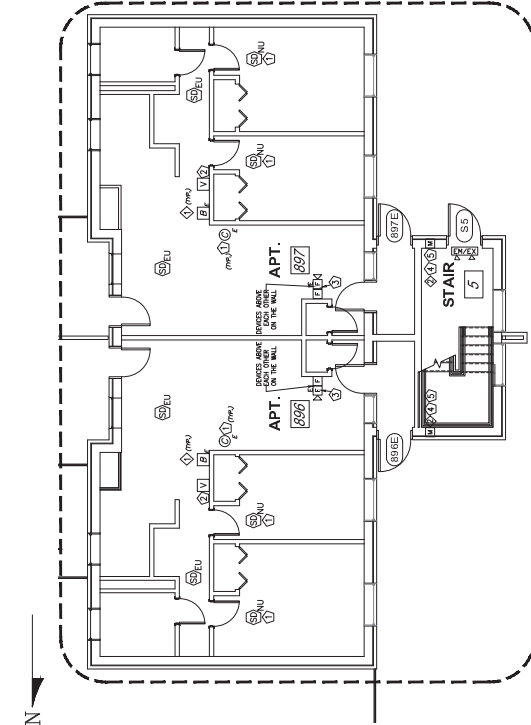 SD NU
1
SD EU
SD NU
1
2
V
1 (TYP.)
B
E
SD EU
(TYP.) 1 C
E
APT.
897
DEVICES ABOVE
EACH OTHER
ON THE WALL
E E
F F
3
897E
S5
M
2 4 5
EM/EX
STAIR
5
DEVICES ABOVE
EACH OTHER
ON THE WALL
E F
E F
3
APT.
896
896E
M
2 4 5
SD EU
C 1 (TYP.)
E
1 (TYP.)
B
E
V
2
SD NU
1
SD EU
SD NU
1
N